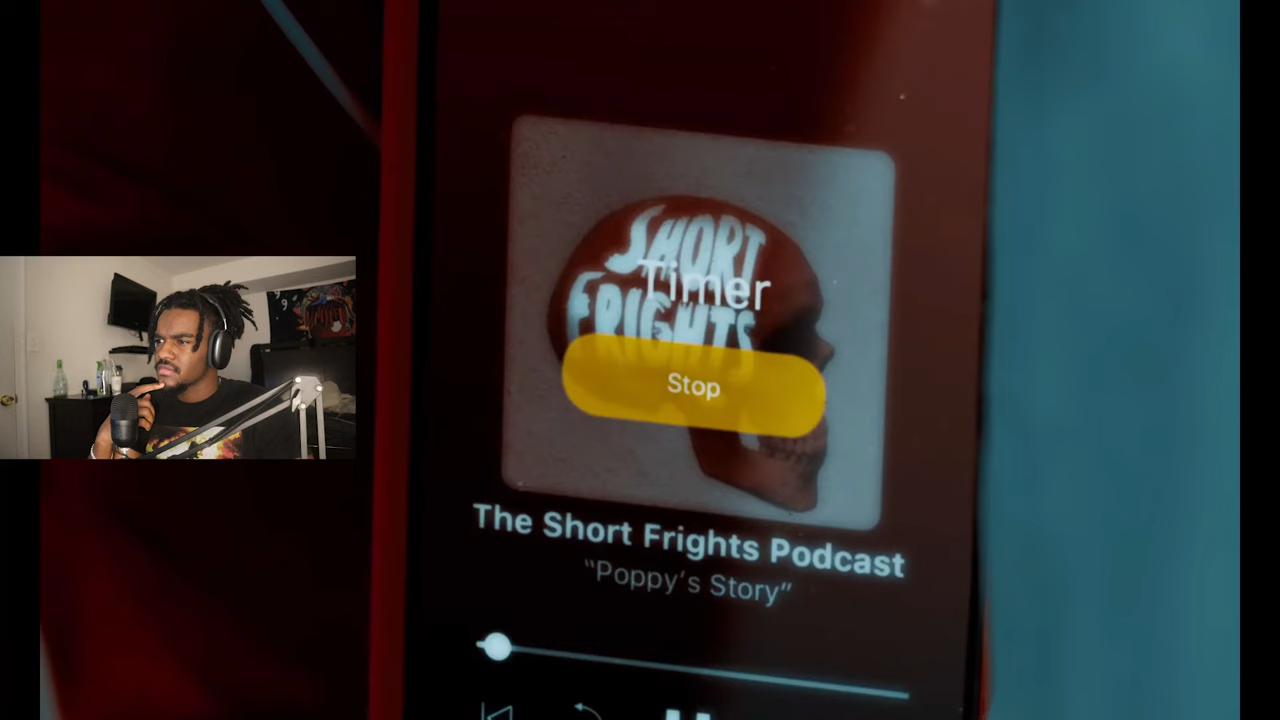 SHORT
Timer
FRIGHTS
Stop
The Short Frights Podcast
“Poppy’s Story”